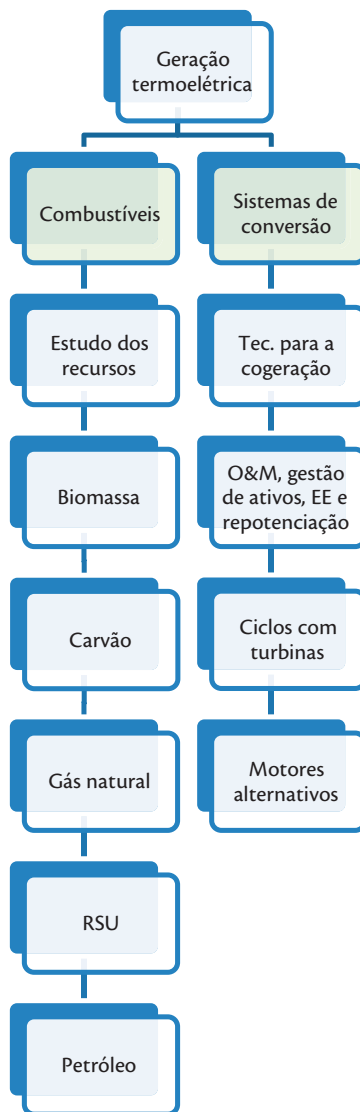 Geração
termoelétrica
Combustíveis
Sistemas de
conversão
Estudo dos
recursos
Tec. para a
cogeração
Biomassa
O&M, gestão
de ativos, EE e
repotenciação
Carvão
Ciclos com
turbinas
Gás natural
Motores
alternativos
RSU
Petróleo